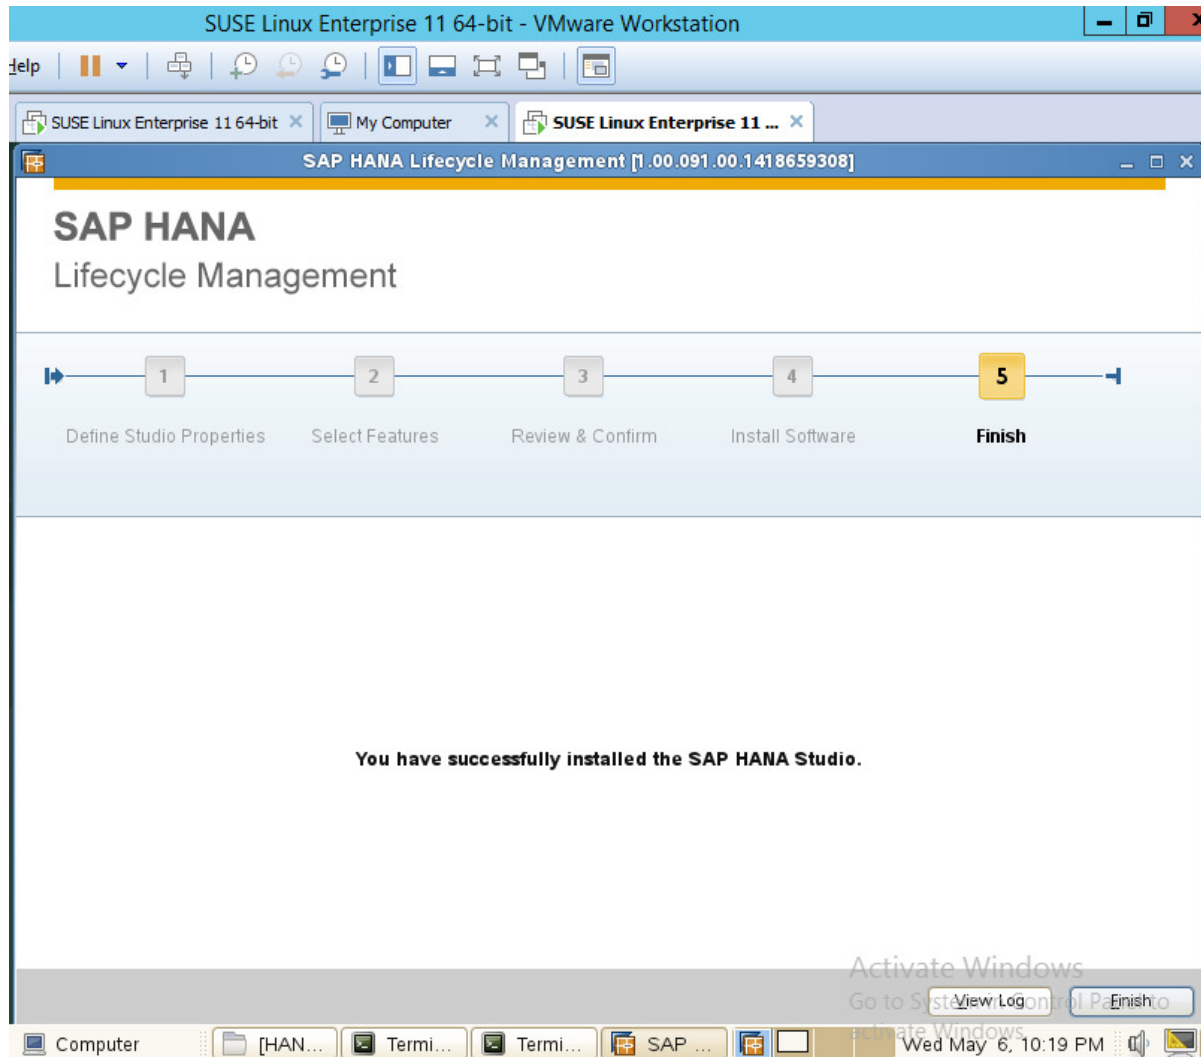 SUSE Linux Enterprise 11 64-bit - VMware Workstation
Help
SUSE Linux Enterprise 11 64-bit
My Computer
SUSE Linux Enterprise 11 ...
SAP HANA Lifecycle Management [1.00.091.00.1418659308]
SAP HANA
Lifecycle Management
1
2
3
4
5
Define Studio Properties
Select Features
Review & Confirm
Install Software
Finish
You have successfully installed the SAP HANA Studio.
Activate Windows
Go to System in Control Panel to
activate Windows.
View Log
Finish
Computer
[HAN...
Termi...
Termi...
SAP ...
Wed May 6, 10:19 PM